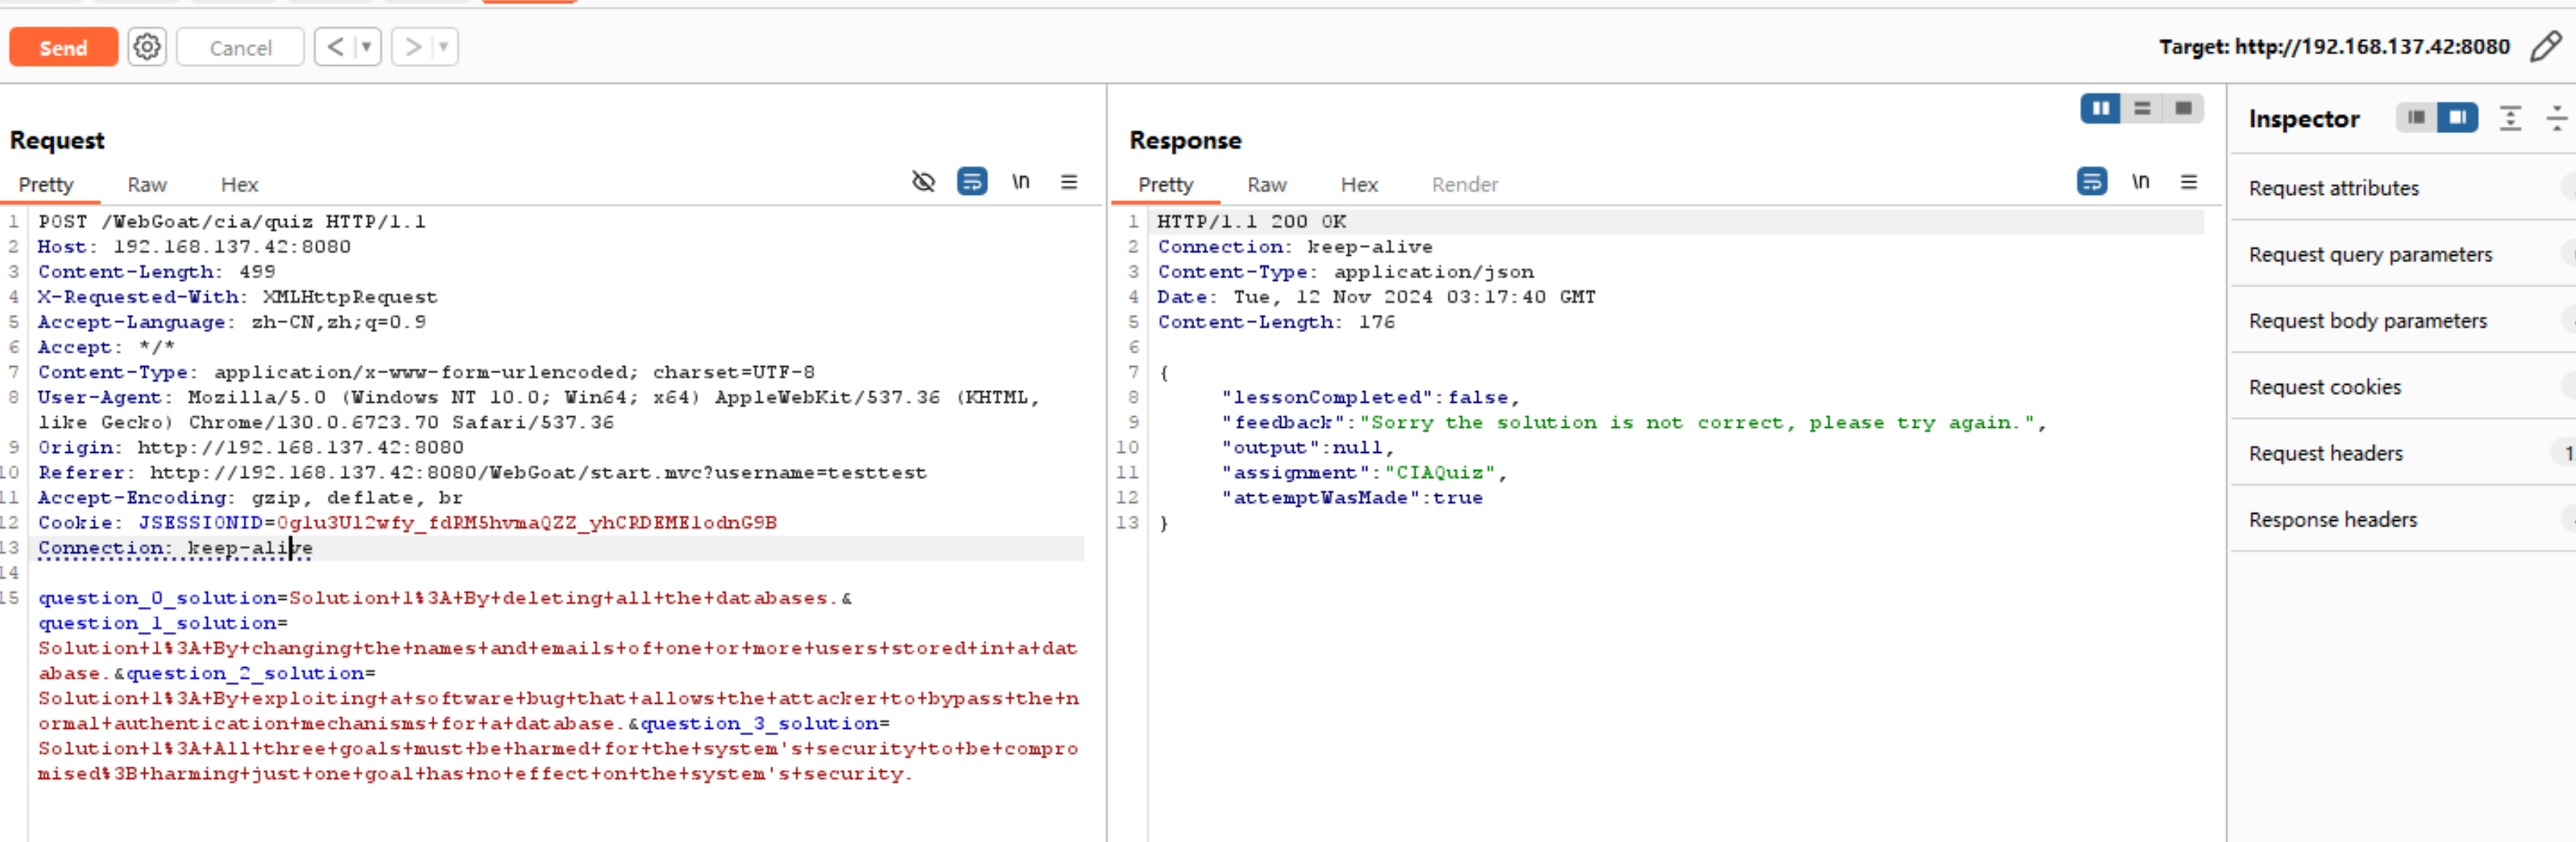 Send
Cancel
Target: http://192.168.137.42:8080
Request
Pretty Raw Hex
\n
1 POST /WebGoat/cia/quiz HTTP/1.1
2 Host: 192.168.137.42:8080
3 Content-Length: 499
4 X-Requested-With: XMLHttpRequest
5 Accept-Language: zh-CN,zh;q=0.9
6 Accept: */*
7 Content-Type: application/x-www-form-urlencoded; charset=UTF-8
8 User-Agent: Mozilla/5.0 (Windows NT 10.0; Win64; x64) AppleWebKit/537.36 (KHTML,
like Gecko) Chrome/130.0.6723.70 Safari/537.36
9 Origin: http://192.168.137.42:8080
10 Referer: http://192.168.137.42:8080/WebGoat/start.mvc?username=testtest
11 Accept-Encoding: gzip, deflate, br
12 Cookie: JSESSIONID=0glu3Ul2wfy_fdRM5hvmaQZZ_yhCRDEME1odnG9B
13 Connection: keep-alive
14
15 question_0_solution=Solution+1%3A+By+deleting+all+the+databases.&
question_1_solution=
Solution+1%3A+By+changing+the+names+and+emails+of+one+or+more+users+stored+in+a+dat
abase.&question_2_solution=
Solution+1%3A+By+exploiting+a+software+bug+that+allows+the+attacker+to+bypass+the+n
ormal+authentication+mechanisms+for+a+database.&question_3_solution=
Solution+1%3A+All+three+goals+must+be+harmed+for+the+system's+security+to+be+compro
mised%3B+harming+just+one+goal+has+no+effect+on+the+system's+security.
Response
Pretty Raw Hex Render
\n
1 HTTP/1.1 200 OK
2 Connection: keep-alive
3 Content-Type: application/json
4 Date: Tue, 12 Nov 2024 03:17:40 GMT
5 Content-Length: 176
6
7 {
8 "lessonCompleted":false,
9 "feedback":"Sorry the solution is not correct, please try again.",
10 "output":null,
11 "assignment":"CIAQuiz",
12 "attemptWasMade":true
13 }
Inspector
Request attributes
Request query parameters
Request body parameters
Request cookies
Request headers 1
Response headers